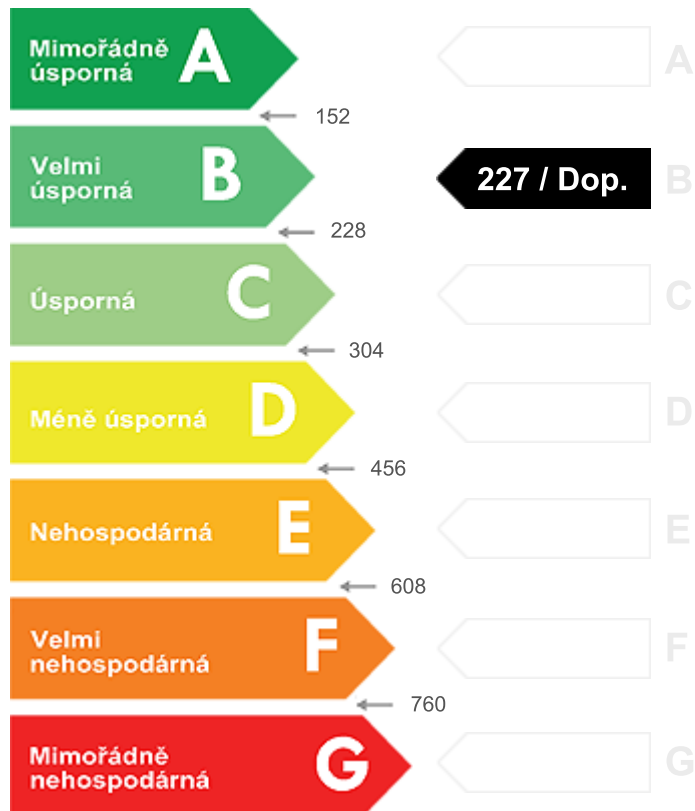 Mimořádně
úsporná
A
A
152
Velmi
úsporná
B
227 / Dop.
B
228
Úsporná
C
C
304
Méně úsporná
D
D
456
Nehospodárná
E
E
608
Velmi
nehospodárná
F
F
760
Mimořádně
nehospodárná
G
G